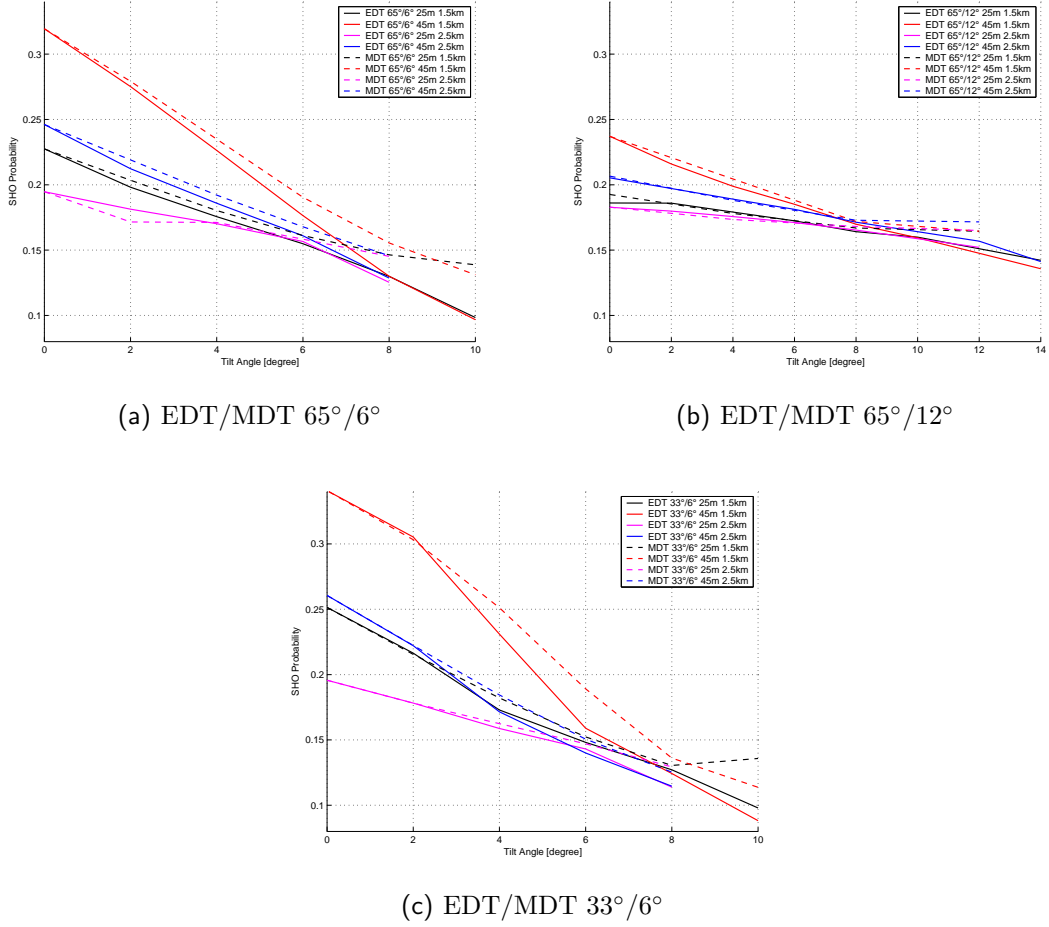 EDT 65°/6° 25m 1.5km
EDT 65°/6° 45m 1.5km
EDT 65°/6° 25m 2.5km
EDT 65°/6° 45m 2.5km
MDT 65°/6° 25m 1.5km
MDT 65°/6° 45m 1.5km
MDT 65°/6° 25m 2.5km
MDT 65°/6° 45m 2.5km
0.3
0.25
0.2
0.15
0.1
SHO Probability
0 2 4 6 8 10
Tilt Angle [degree]
(a) EDT/MDT 65°/6°
EDT 65°/12° 25m 1.5km
EDT 65°/12° 45m 1.5km
EDT 65°/12° 25m 2.5km
EDT 65°/12° 45m 2.5km
MDT 65°/12° 25m 1.5km
MDT 65°/12° 45m 1.5km
MDT 65°/12° 25m 2.5km
MDT 65°/12° 45m 2.5km
0.3
0.25
0.2
0.15
0.1
SHO Probability
0 2 4 6 8 10 12 14
Tilt Angle [degree]
(b) EDT/MDT 65°/12°
EDT 33°/6° 25m 1.5km
EDT 33°/6° 45m 1.5km
EDT 33°/6° 25m 2.5km
EDT 33°/6° 45m 2.5km
MDT 33°/6° 25m 1.5km
MDT 33°/6° 45m 1.5km
MDT 33°/6° 25m 2.5km
MDT 33°/6° 45m 2.5km
0.3
0.25
0.2
0.15
0.1
SHO Probability
0 2 4 6 8 10
Tilt Angle [degree]
(c) EDT/MDT 33°/6°